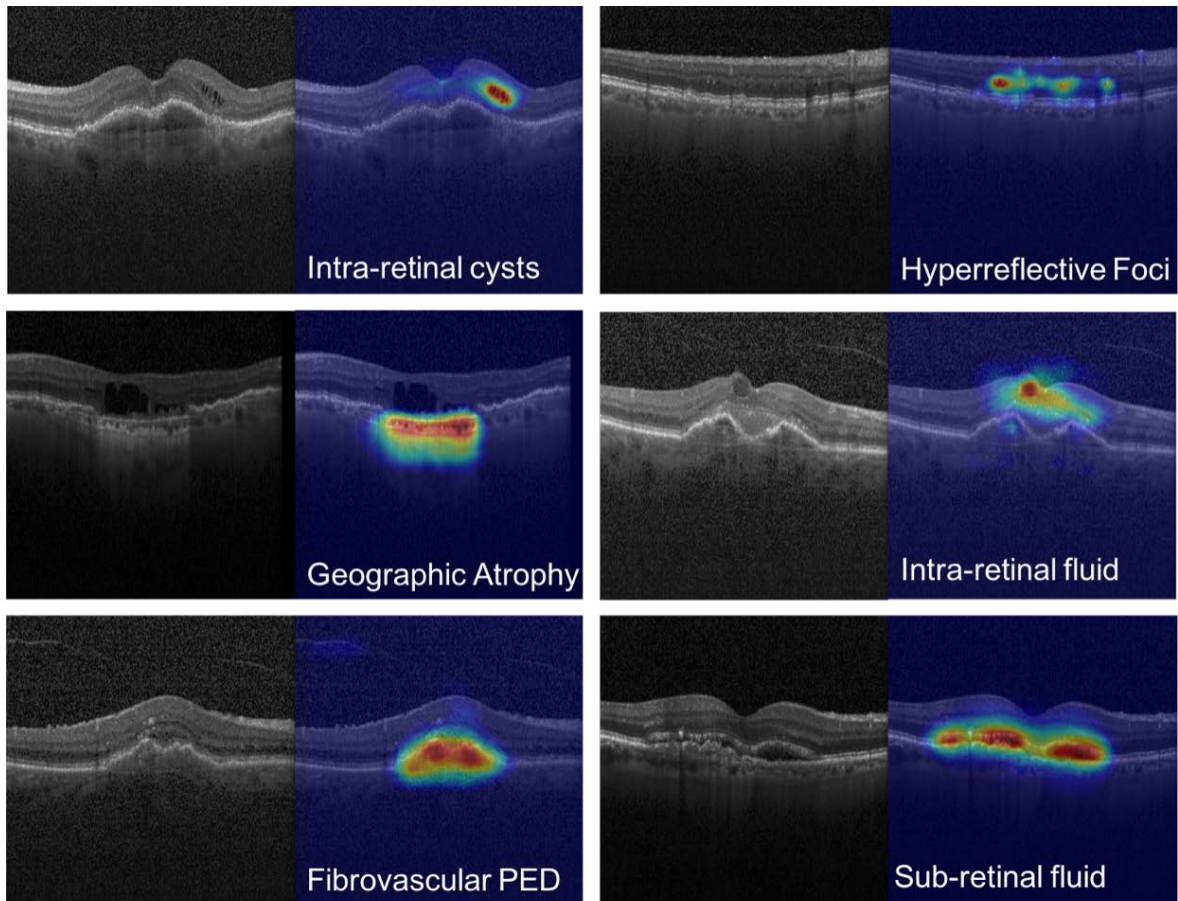 Intra-retinal cysts
Hyperreflective Foci
Geographic Atrophy
Intra-retinal fluid
Fibrovascular PED
Sub-retinal fluid